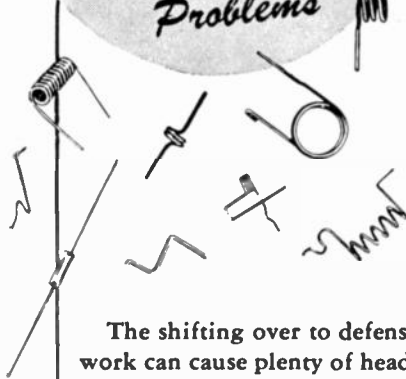 Problems
The shifting over to defens
work can cause plenty of head